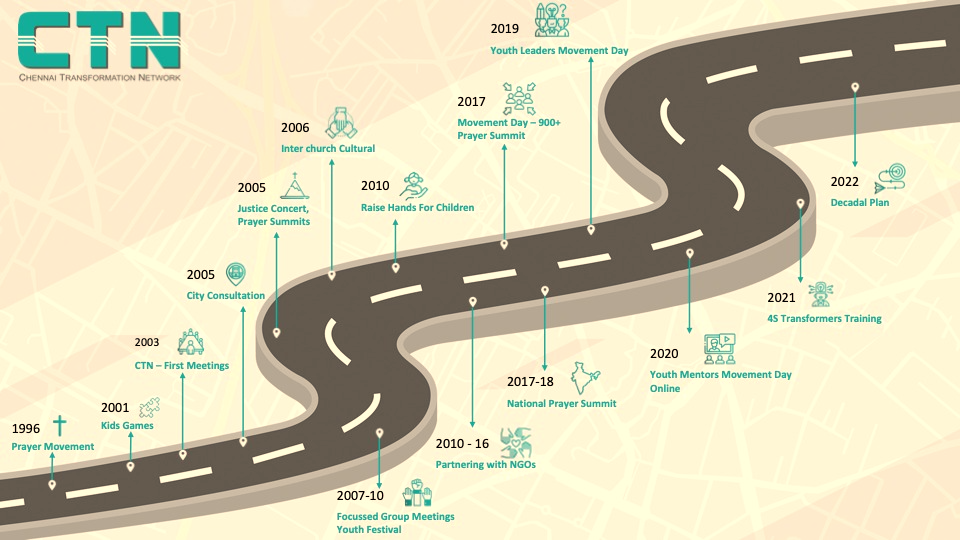 CTN
CHENNAI TRANSFORMATION NETWORK
1996
Prayer Movement
2001
Kids Games
2003
CTN – First Meetings
2005
City Consultation
2005
Justice Concert,
Prayer Summits
2006
Inter church Cultural
2007-10
Focussed Group Meetings
Youth Festival
2010
Raise Hands For Children
2010 - 16
Partnering with NGOs
2017
Movement Day – 900+
Prayer Summit
2017-18
National Prayer Summit
2019
Youth Leaders Movement Day
2020
Youth Mentors Movement Day
Online
2021
4S Transformers Training
2022
Decadal Plan